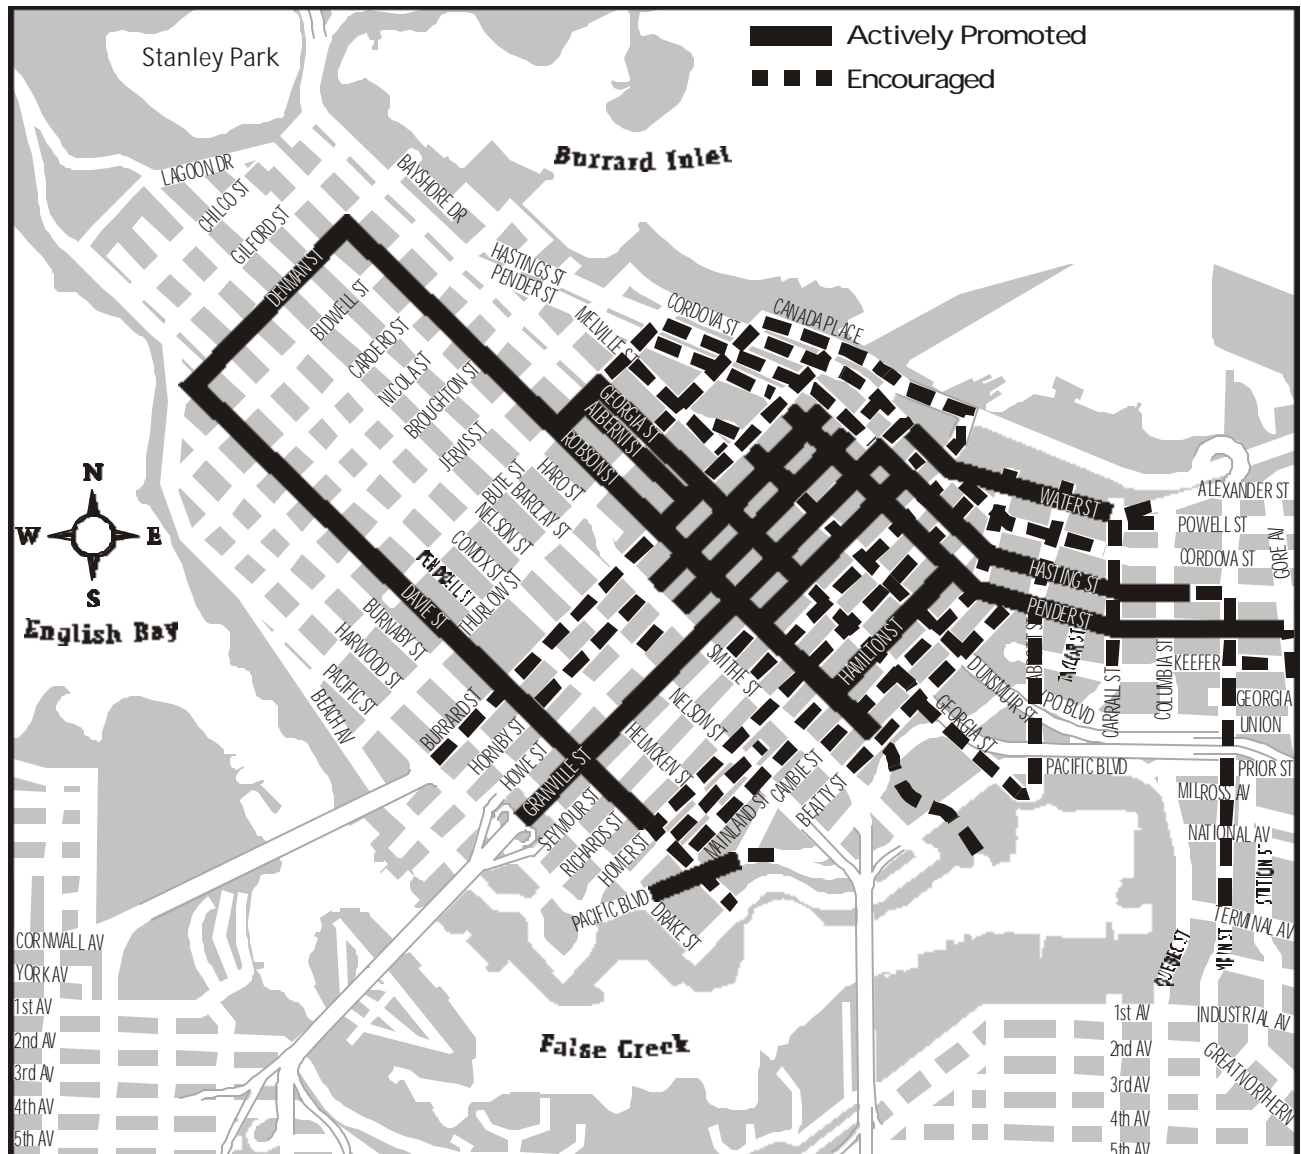 Stanley Park
Actively Promoted
Encouraged
Burrard Inlet
LAGOON DR
CHILCO ST
GILFORD ST
BAYSHORE DR
DENMAN ST
BIDWELL ST
HASTINGS ST
PENDER ST
CARDERO ST
NICOLA ST
BROUGHTON ST
JERVIS ST
MELVILLE ST
CORDOVA ST
CANADA PLACE
GEORGIA ST
ALBERNI ST
ROBSON ST
HARO ST
BUTE ST
BARCLAY ST
NELSON ST
COMOX ST
PENDRELL ST
THURLOW ST
DAVIE ST
BURNABY ST
HARWOOD ST
PACIFIC ST
BEACH AV
N
W
E
S
English Bay
WATER ST
ALEXANDER ST
POWELL ST
CORDOVA ST
GORE AV
HASTING ST
PENDER ST
KEEFER
GEORGIA
UNION
PRIOR ST
COLUMBIA ST
CARRALL ST
TAYLOR ST
DUNSMUIR ST
GEORGIA ST
HAMILTON ST
SMITHE ST
NELSON ST
HELMCKEN ST
BURRARD ST
HORNBY ST
HOWE ST
GRANVILLE ST
SEYMOUR ST
RICHARDS ST
HOMER ST
MAINLAND ST
CAMBIE ST
BEATTY ST
PACIFIC BLVD
DRAKE ST
PACIFIC BLVD
MILROSS AV
NATIONAL AV
STATION ST
TERMINAL AV
QUEBEC ST
MAIN ST
INDUSTRIAL AV
GREAT NORTHERN
False Creek
CORNWALL AV
YORK AV
1st AV
2nd AV
3rd AV
4th AV
5th AV
1st AV
2nd AV
3rd AV
4th AV
5th AV